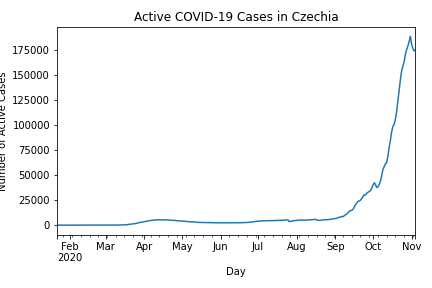 Active COVID-19 Cases in Czechia
Number of Active Cases
175000
150000
125000
100000
75000
50000
25000
0
Feb Mar Apr May Jun Jul Aug Sep Oct Nov
2020
Day